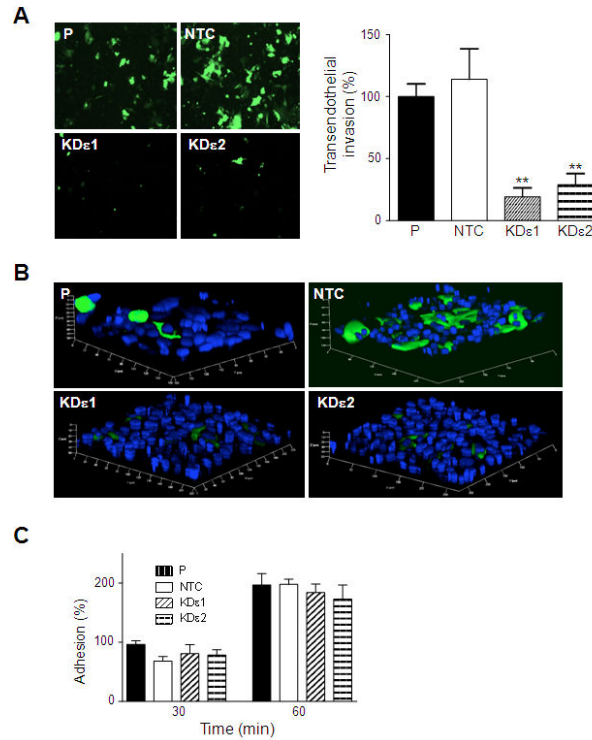 A
P
NTC
KDε1
KDε2
Transendothelial
invasion (%)
150
100
50
0
**
**
P
NTC
KDε1
KDε2
B
P
NTC
KDε1
KDε2
C
P
NTC
KDε1
KDε2
Adhesion (%)
200
100
0
30
60
Time (min)